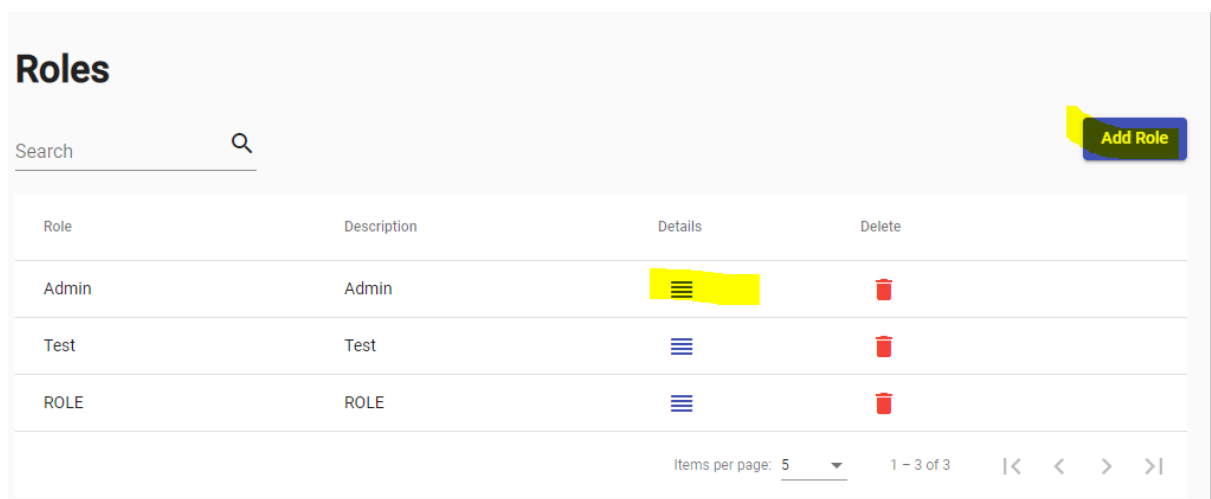 Roles
Search
Add Role
Role Description Details Delete
Admin Admin
Test Test
ROLE ROLE
Items per page: 5 1 – 3 of 3